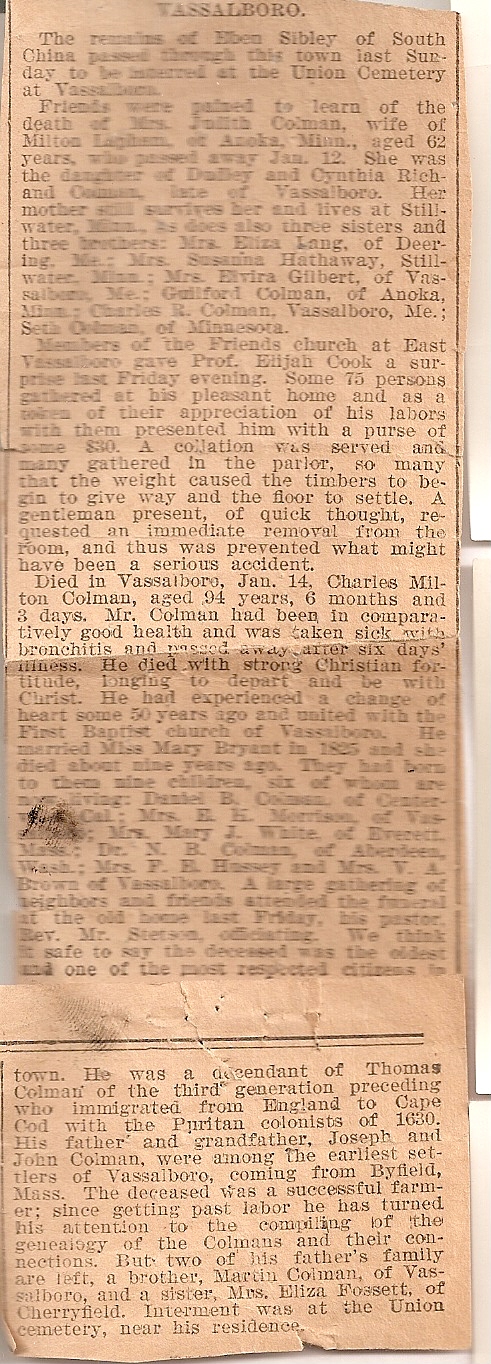 VASSALBORO.
The remains of Eben Sibley of South
China passed through this town last Sun-
day to be interred at the Union Cemetery
at Vassalboro.
Friends were pained to learn of the
death of Mrs. Judith Colman, wife of
Milton of Anoka, Minn., aged 62
years, who passed away Jan. 12. She was
the daughter of Dudley and Cynthia Rich-
and Colman, late of Vassalboro. Her
mother still survives her and lives at Still-
water, Minn., as does also three sisters and
three brothers: Mrs. Eliza Lang, of Deer-
ing, Me.; Mrs. Susanna Hathaway, Still-
water, Minn.; Mrs. Elvira Gilbert, of Vas-
salboro, Me.; Guilford Colman, of Anoka,
Minn.; Charles R. Colman, Vassalboro, Me.;
Seth Colman, of Minnesota.
Members of the Friends church at East
Vassalboro gave Prof. Elijah Cook a sur-
prise last Friday evening. Some 75 persons
gathered at his pleasant home and as a
token of their appreciation of his labors
with them presented him with a purse of
some $30. A collation was served and
many gathered in the parlor, so many
that the weight caused the timbers to be-
gin to give way and the floor to settle. A
gentleman present, of quick thought, re-
quested an immediate removal from the
room, and thus was prevented what might
have been a serious accident.
Died in Vassalboro, Jan. 14, Charles Mil-
ton Colman, aged 94 years, 6 months and
3 days. Mr. Colman had been in compara-
tively good health and was taken sick with
bronchitis and passed away after six days'
illness. He died with strong Christian for-
titude, longing to depart and be with
Christ. He had experienced a change of
heart some 50 years ago and united with the
First Baptist church of Vassalboro. He
married Miss Mary Bryant in 1825 and she
died about nine years ago. They had born
to them nine children, six of whom are
now living: Daniel B. Colman, of
Cal.; Mrs. E. H. of
Mrs. Mary J. of Everett,
Mass.; Dr. N. R. Colman, of Aberdeen,
Wash.; Mrs. F. E. Hussey and Mrs. V. A.
Brown of Vassalboro. A large gathering of
neighbors and friends attended the funeral
at the old home last Friday, his pastor,
Rev. Mr. Stetson, officiating. We think
it safe to say the deceased was the oldest
and one of the most respected citizens in
town. He was a decendant of Thomas
Colman of the third generation preceding
who immigrated from England to Cape
Cod with the Puritan colonists of 1630.
His father and grandfather, Joseph and
John Colman, were among the earliest set-
tlers of Vassalboro, coming from Byfield,
Mass. The deceased was a successful farm-
er; since getting past labor he has turned
his attention to the compiling of the
genealogy of the Colmans and their con-
nections. But two of his father's family
are left, a brother, Martin Colman, of Vas-
salboro, and a sister, Mrs. Eliza Fossett, of
Cherryfield. Interment was at the Union
cemetery, near his residence.